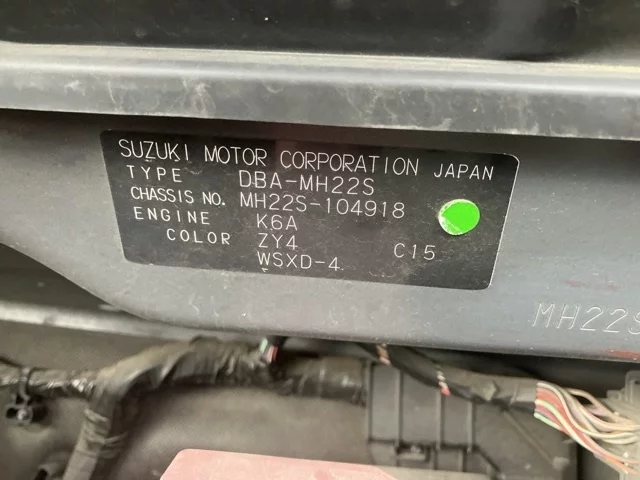 SUZUKI MOTOR CORPORATION JAPAN
TYPE DBA-MH22S
CHASSIS NO. MH22S-104918
ENGINE K6A
COLOR ZY4 C15
WSXD-4
MH22S